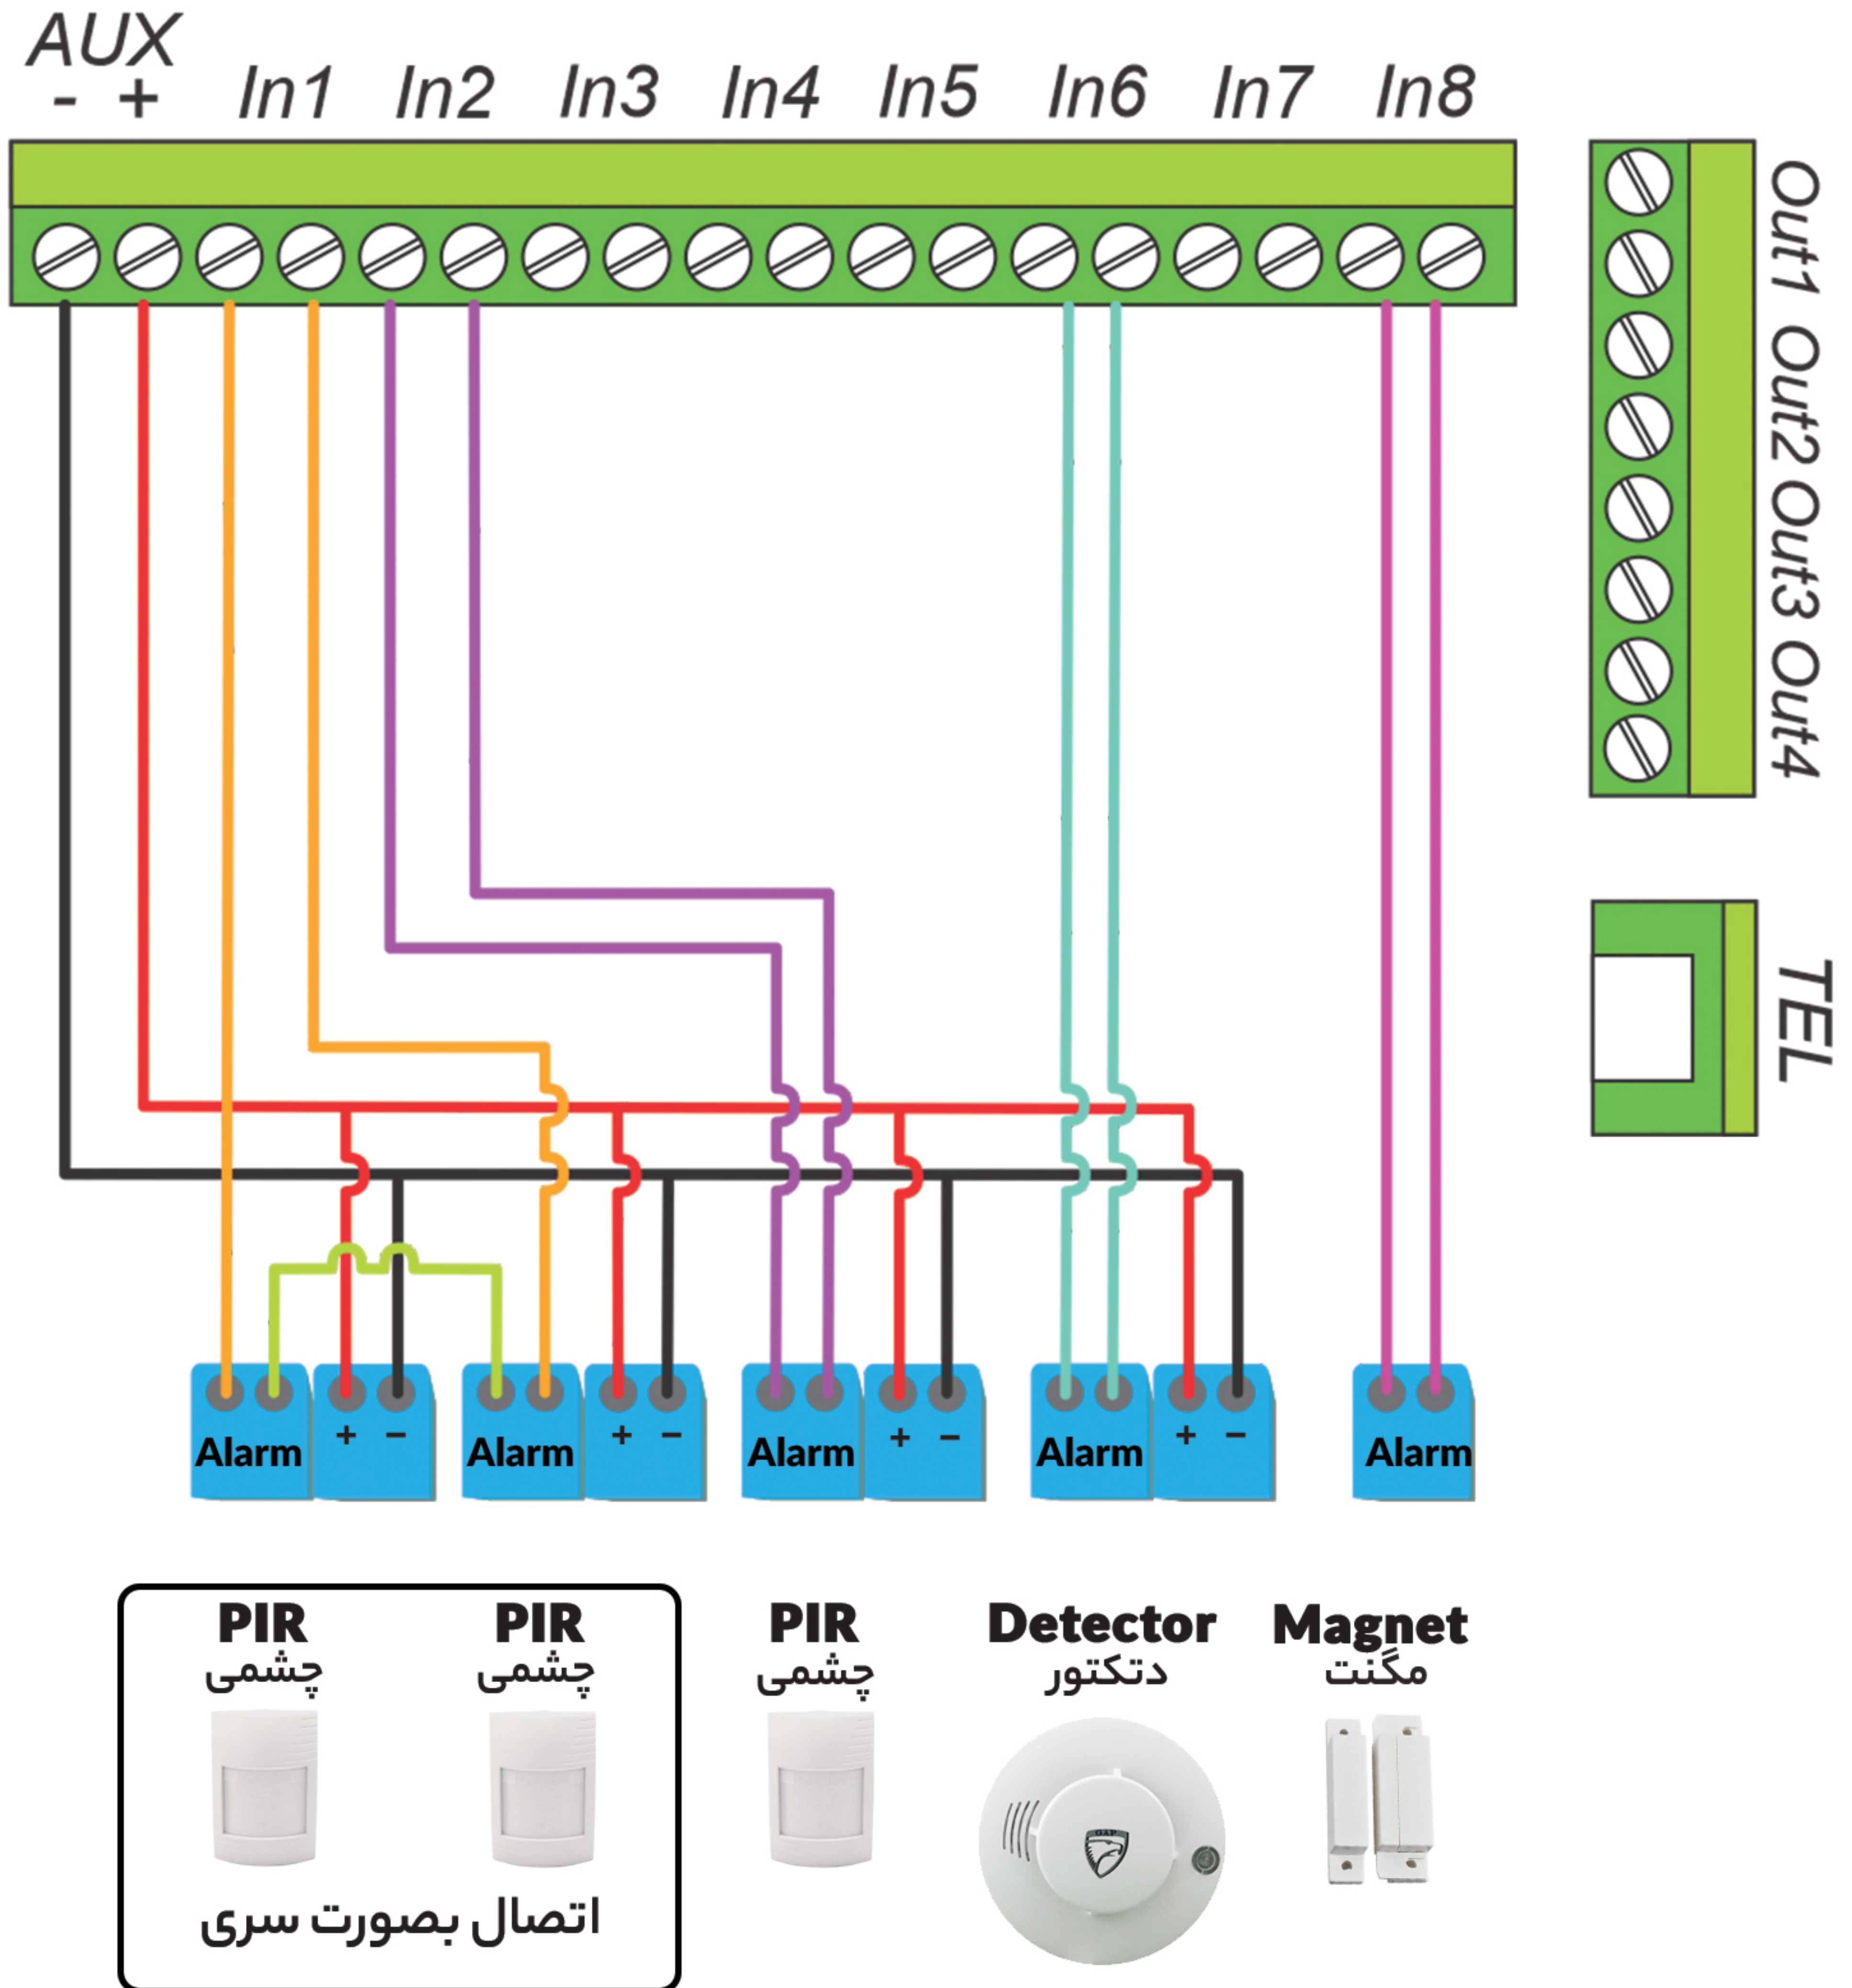 AUX
- + In1 In2 In3 In4 In5 In6 In7 In8
Out1 Out2 Out3 Out4
TEL
+ − + − + − + −
Alarm Alarm Alarm Alarm Alarm
PIR PIR PIR Detector Magnet
چشمی چشمی چشمی دتکتور مگنت
GAP
اتصال بصورت سری